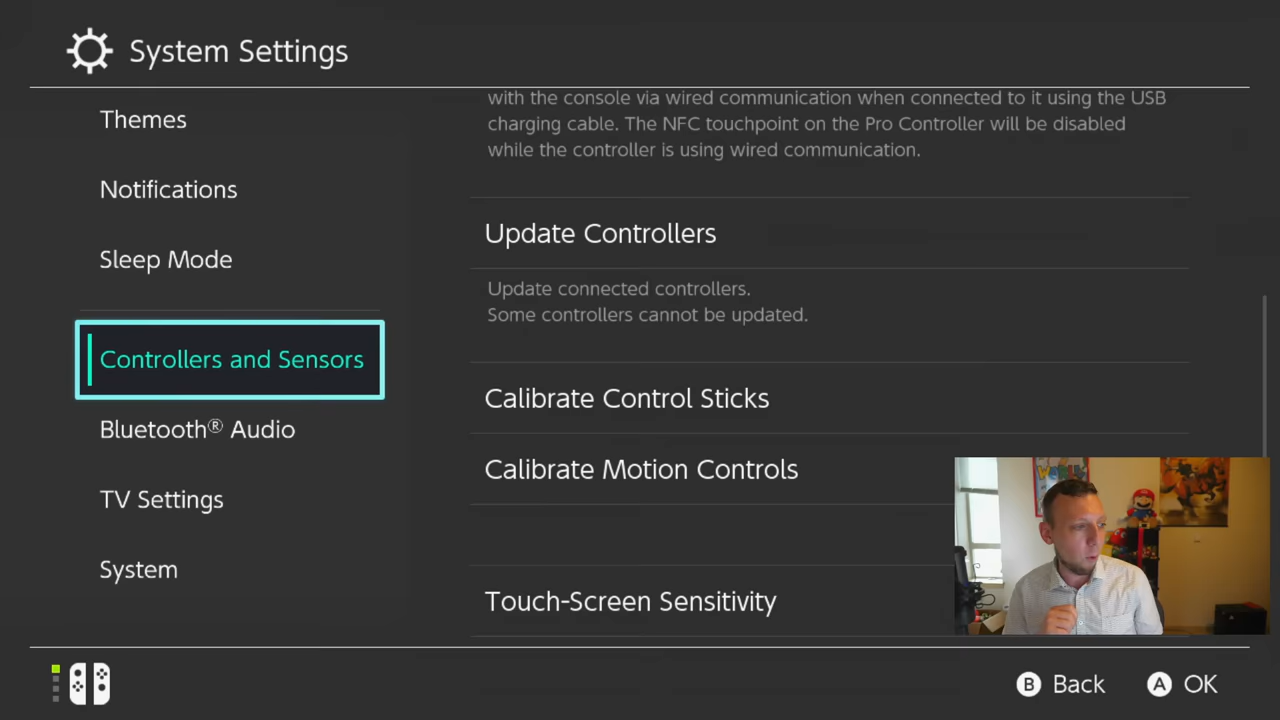 System Settings
Themes
Notifications
Sleep Mode
Controllers and Sensors
Bluetooth® Audio
TV Settings
System
with the console via wired communication when connected to it using the USB
charging cable. The NFC touchpoint on the Pro Controller will be disabled
while the controller is using wired communication.
Update Controllers
Update connected controllers.
Some controllers cannot be updated.
Calibrate Control Sticks
Calibrate Motion Controls
Touch-Screen Sensitivity
B Back
A OK